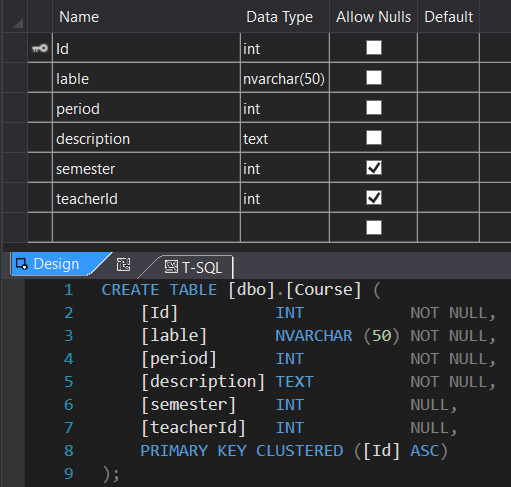 Name Data Type Allow Nulls Default
Id int
lable nvarchar(50)
period int
description text
semester int
teacherId int
Design T-SQL
1 CREATE TABLE [dbo].[Course] (
2 [Id] INT NOT NULL,
3 [lable] NVARCHAR (50) NOT NULL,
4 [period] INT NOT NULL,
5 [description] TEXT NOT NULL,
6 [semester] INT NULL,
7 [teacherId] INT NULL,
8 PRIMARY KEY CLUSTERED ([Id] ASC)
9 );